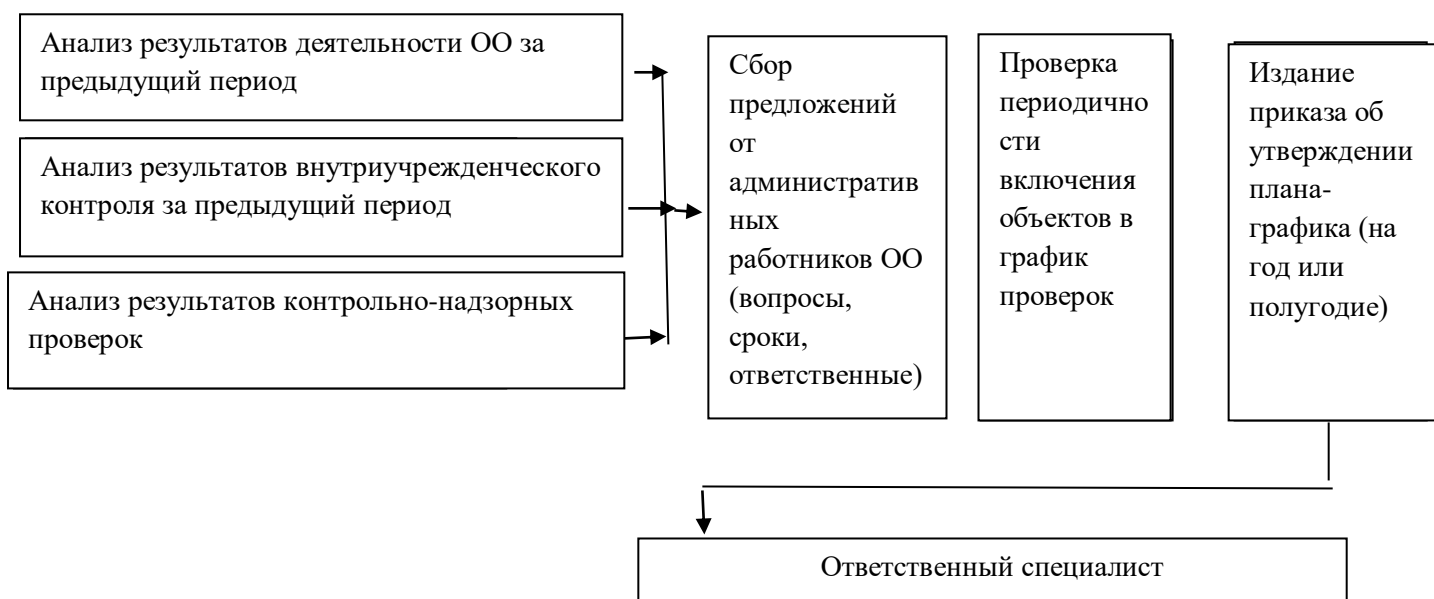 Анализ результатов деятельности ОО за
предыдущий период
Анализ результатов внутриучрежденческого
контроля за предыдущий период
Анализ результатов контрольно-надзорных
проверок
Сбор
предложений
от
административ
ных
работников ОО
(вопросы,
сроки,
ответственные)
Проверка
периодично
сти
включения
объектов в
график
проверок
Издание
приказа об
утверждении
плана-
графика (на
год или
полугодие)
Ответственный специалист